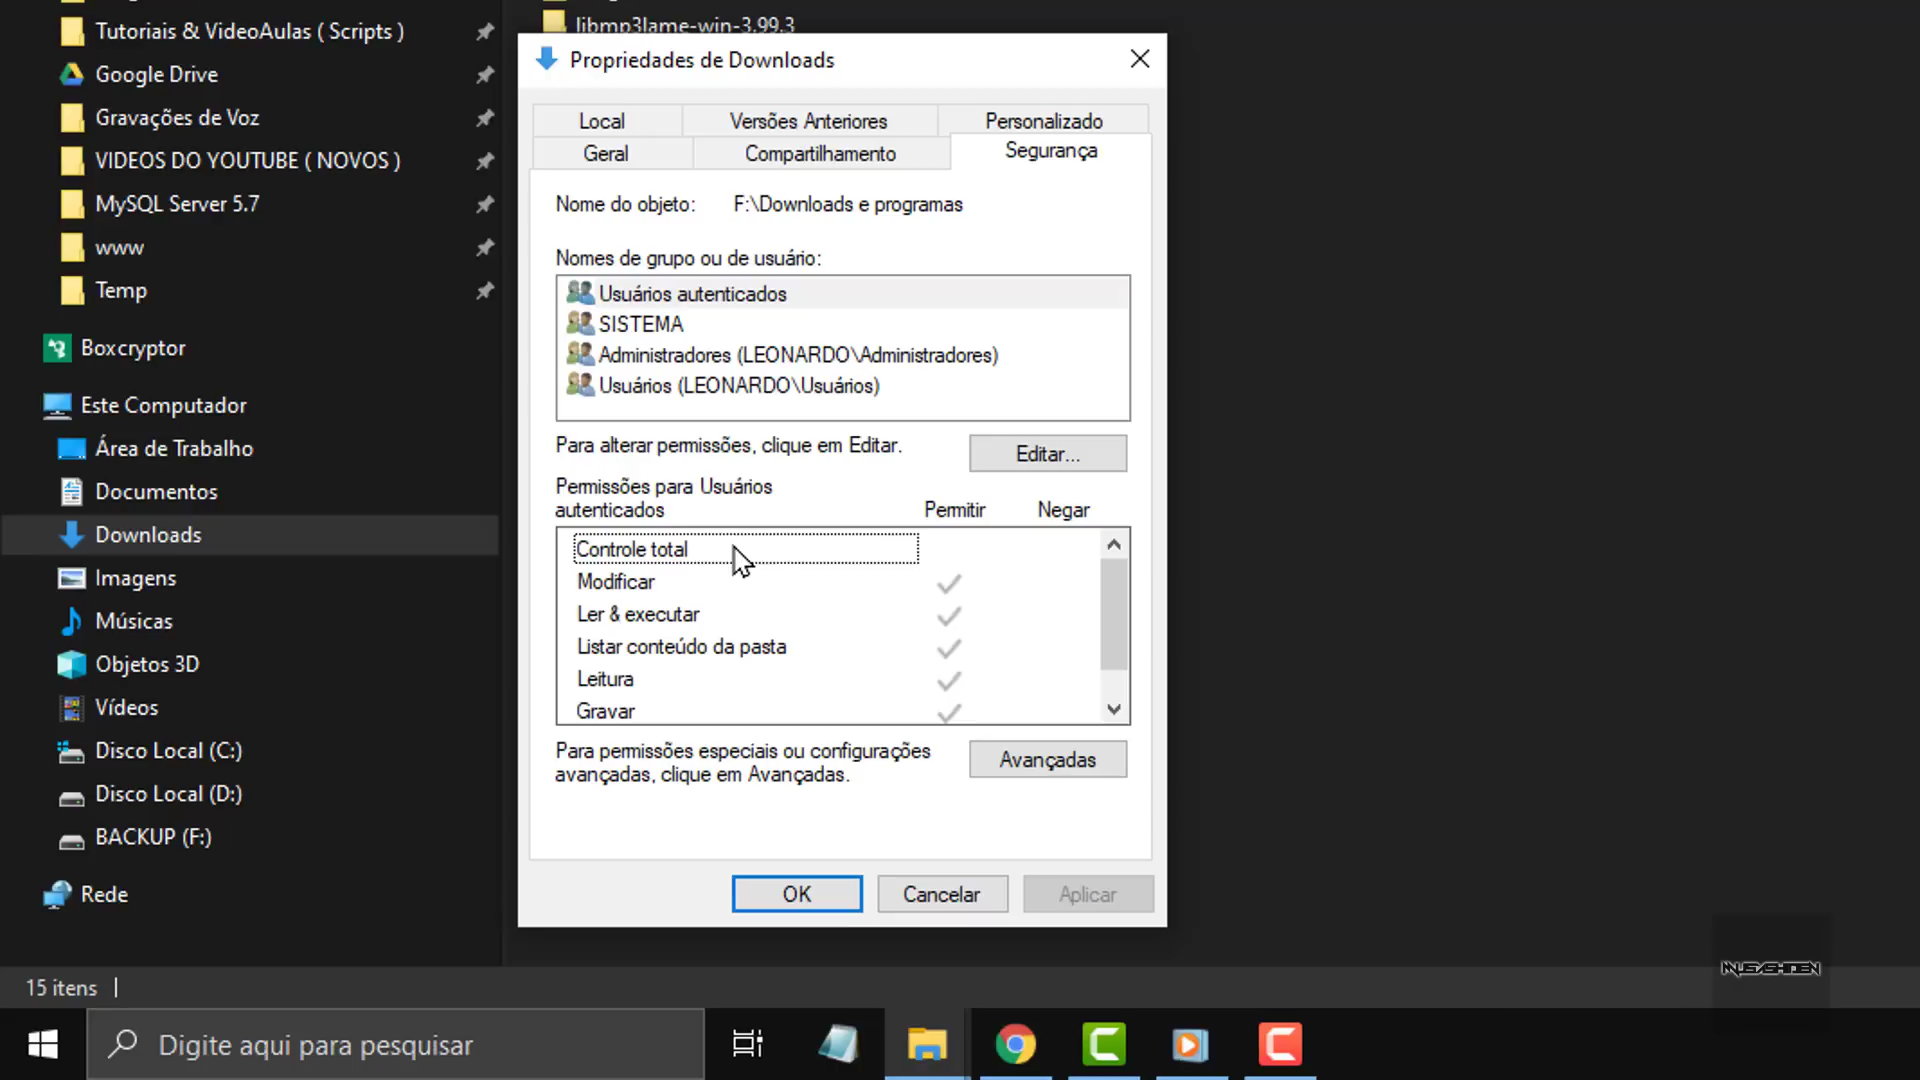 Tutoriais & VideoAulas ( Scripts )
Google Drive
Gravações de Voz
VIDEOS DO YOUTUBE ( NOVOS )
MySQL Server 5.7
www
Temp
Boxcryptor
Este Computador
Área de Trabalho
Documentos
Downloads
Imagens
Músicas
Objetos 3D
Vídeos
Disco Local (C:)
Disco Local (D:)
BACKUP (F:)
Rede
15 itens
libmp3lame-win-3.99.3
Propriedades de Downloads
Local
Versões Anteriores
Personalizado
Geral
Compartilhamento
Segurança
Nome do objeto: F:\Downloads e programas
Nomes de grupo ou de usuário:
Usuários autenticados
SISTEMA
Administradores (LEONARDO\Administradores)
Usuários (LEONARDO\Usuários)
Para alterar permissões, clique em Editar.
Editar...
Permissões para Usuários
autenticados
Permitir
Negar
Controle total
Modificar
Ler & executar
Listar conteúdo da pasta
Leitura
Gravar
Para permissões especiais ou configurações
avançadas, clique em Avançadas.
Avançadas
OK
Cancelar
Aplicar
Digite aqui para pesquisar